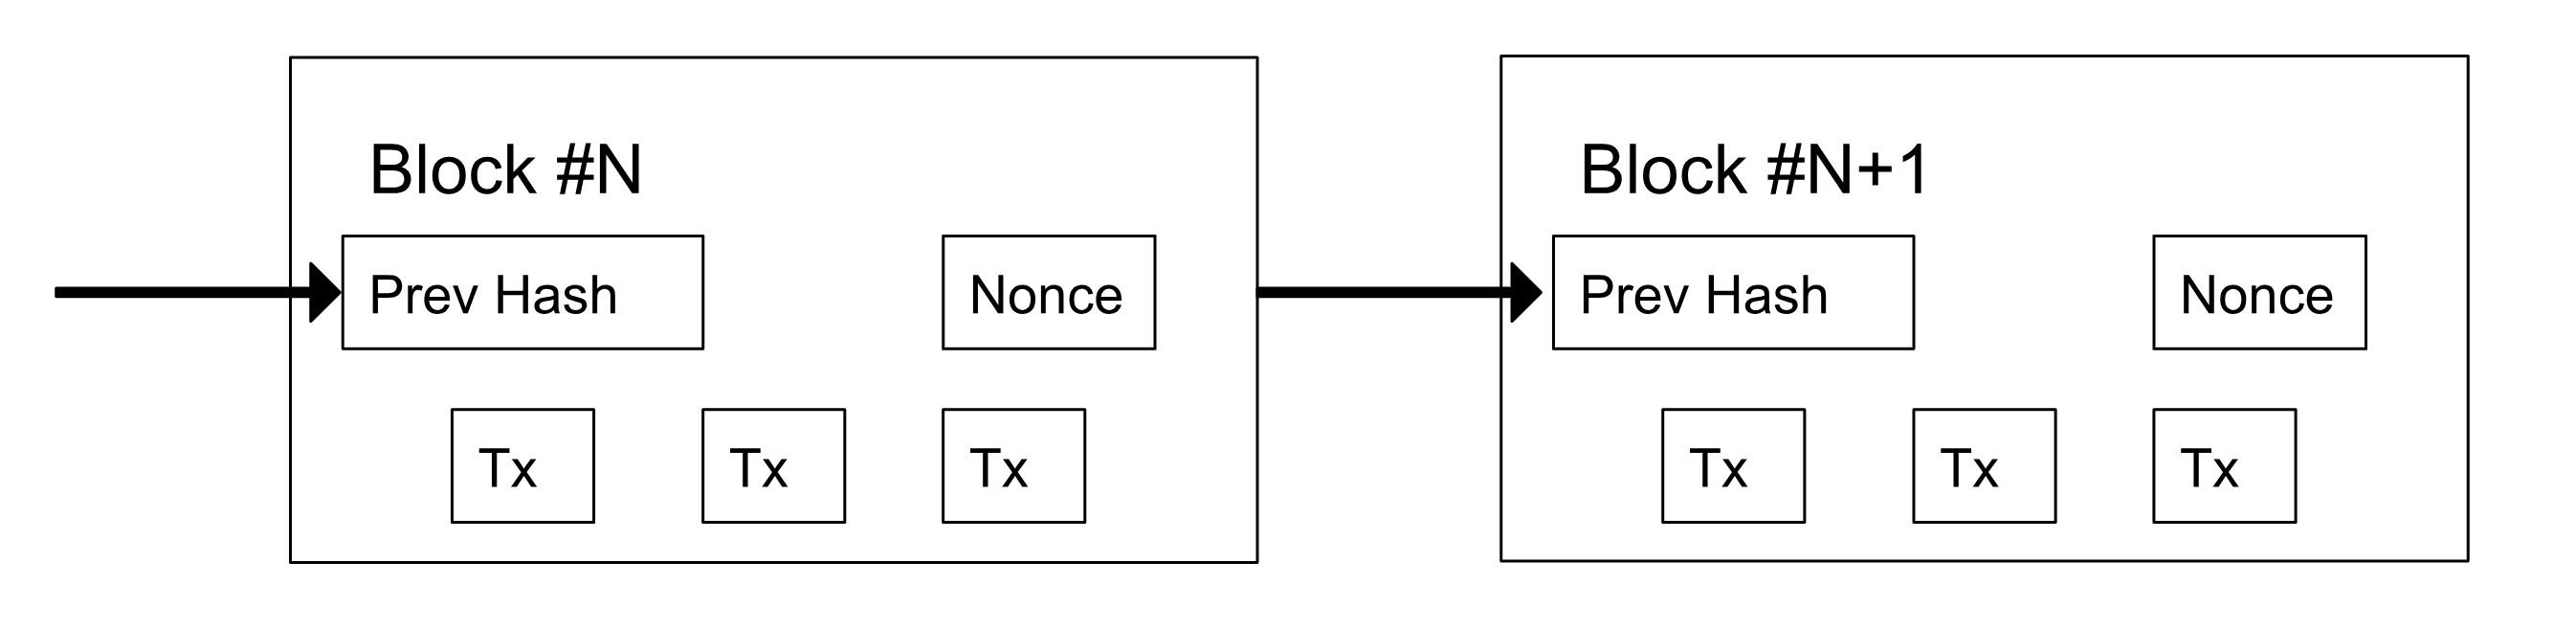 Block #N
Prev Hash
Nonce
Tx
Tx
Tx
Block #N+1
Prev Hash
Nonce
Tx
Tx
Tx